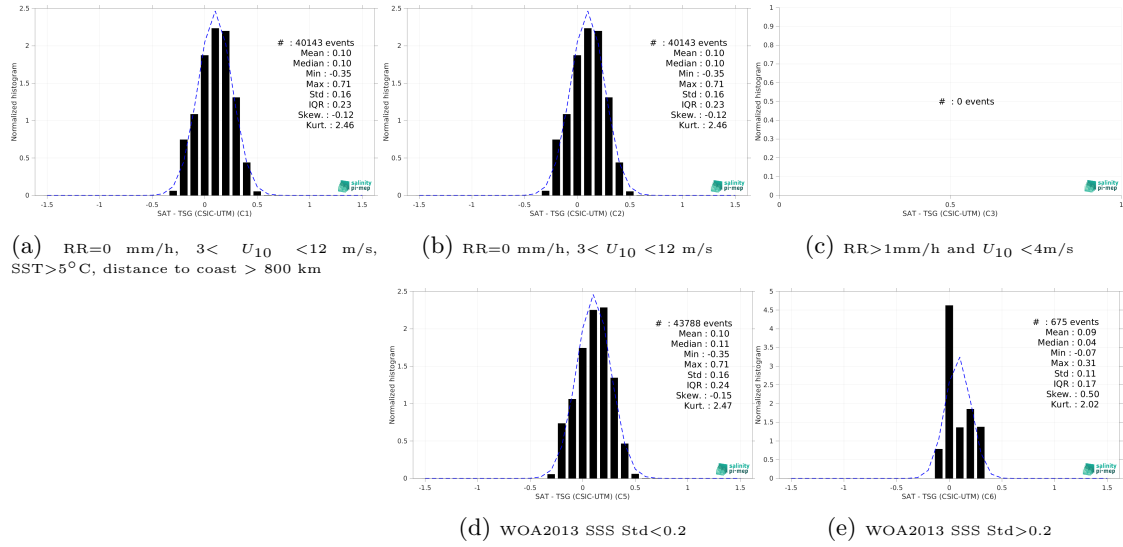 2.5
2
1.5
1
0.5
0
Normalized histogram
# : 40143 events
Mean : 0.10
Median : 0.10
Min : -0.35
Max : 0.71
Std : 0.16
IQR : 0.23
Skew. : -0.12
Kurt. : 2.46
salinity
pi-mep
-1.5 -1 -0.5 0 0.5 1 1.5
SAT - TSG (CSIC-UTM) (C1)
(a) RR=0 mm/h, 3< U10 <12 m/s,
SST>5°C, distance to coast > 800 km
2.5
2
1.5
1
0.5
0
Normalized histogram
# : 40143 events
Mean : 0.10
Median : 0.10
Min : -0.35
Max : 0.71
Std : 0.16
IQR : 0.23
Skew. : -0.12
Kurt. : 2.46
salinity
pi-mep
-1.5 -1 -0.5 0 0.5 1 1.5
SAT - TSG (CSIC-UTM) (C2)
(b) RR=0 mm/h, 3< U10 <12 m/s
1
0.9
0.8
0.7
0.6
0.5
0.4
0.3
0.2
0.1
0
Normalized histogram
# : 0 events
salinity
pi-mep
0 0.5 1
SAT - TSG (CSIC-UTM) (C3)
(c) RR>1mm/h and U10 <4m/s
2.5
2
1.5
1
0.5
0
Normalized histogram
# : 43788 events
Mean : 0.10
Median : 0.11
Min : -0.35
Max : 0.71
Std : 0.16
IQR : 0.24
Skew. : -0.15
Kurt. : 2.47
salinity
pi-mep
-1.5 -1 -0.5 0 0.5 1 1.5
SAT - TSG (CSIC-UTM) (C5)
(d) WOA2013 SSS Std<0.2
5
4.5
4
3.5
3
2.5
2
1.5
1
0.5
0
Normalized histogram
# : 675 events
Mean : 0.09
Median : 0.04
Min : -0.07
Max : 0.31
Std : 0.11
IQR : 0.17
Skew. : 0.50
Kurt. : 2.02
salinity
pi-mep
-1.5 -1 -0.5 0 0.5 1 1.5
SAT - TSG (CSIC-UTM) (C6)
(e) WOA2013 SSS Std>0.2